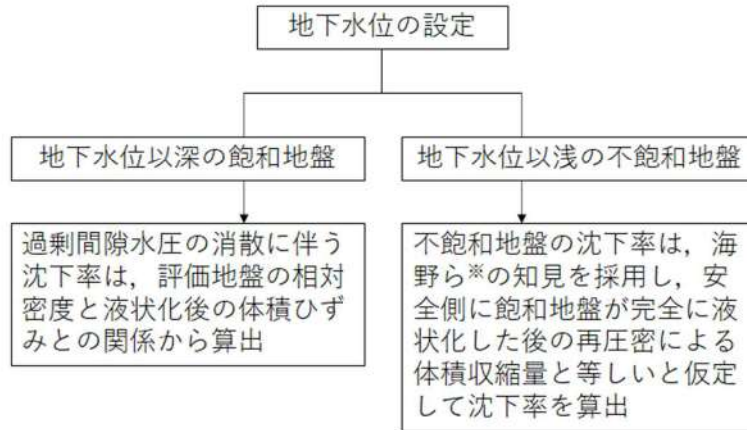 地下水位の設定
地下水位以深の飽和地盤
地下水位以浅の不飽和地盤
過剰間隙水圧の消散に伴う
沈下率は，評価地盤の相対
密度と液状化後の体積ひず
みとの関係から算出
不飽和地盤の沈下率は，海
野ら※の知見を採用し，安
全側に飽和地盤が完全に液
状化した後の再圧密による
体積収縮量と等しいと仮定
して沈下率を算出